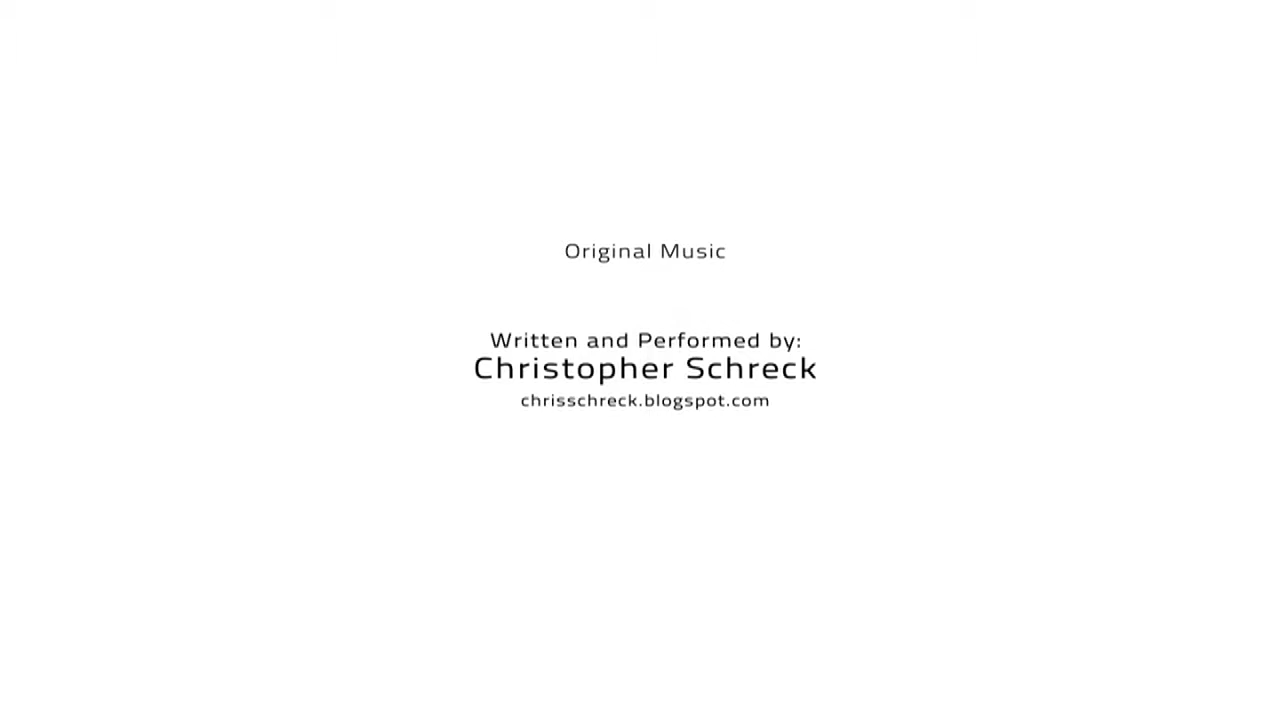 Original Music
Written and Performed by:
Christopher Schreck
chrisschreck.blogspot.com